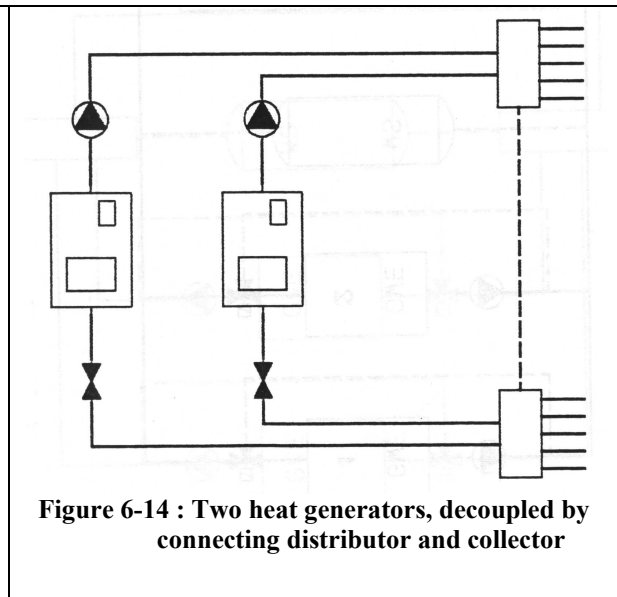 Figure 6-14 : Two heat generators, decoupled by
connecting distributor and collector